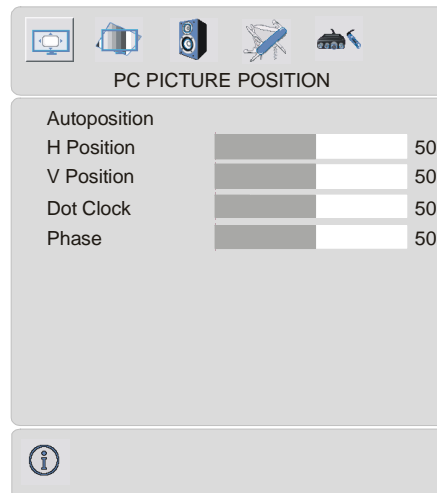 PC PICTURE POSITION
Autoposition
H Position 50
V Position 50
Dot Clock 50
Phase 50